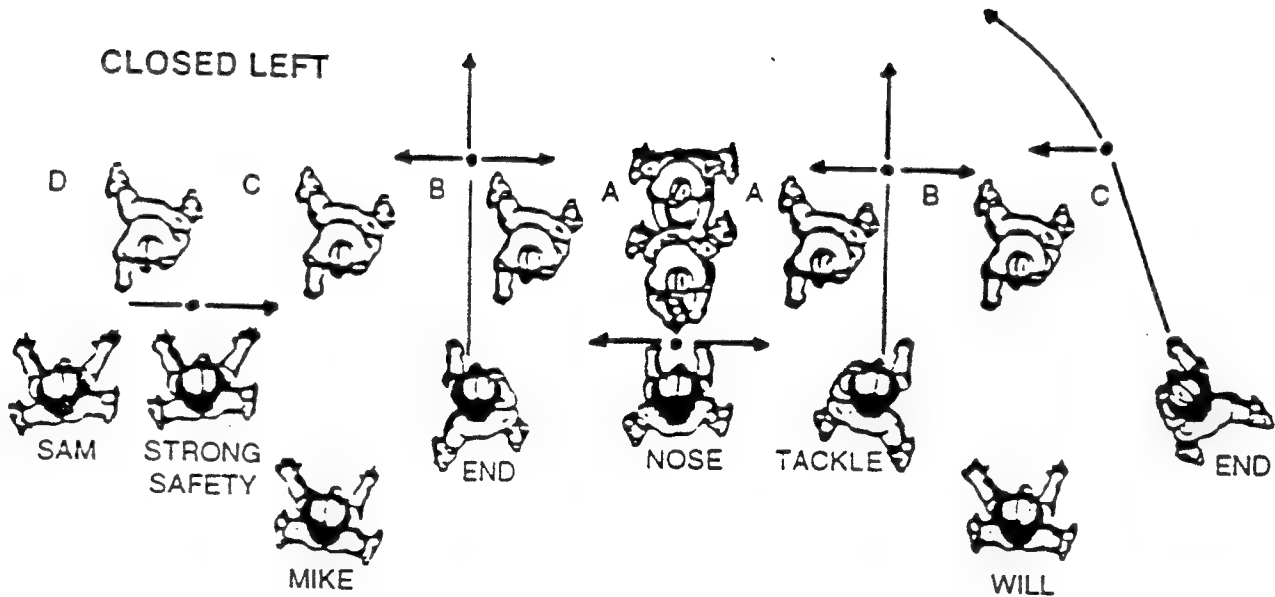 CLOSED LEFT
D
C
B
A
A
B
C
SAM
STRONG
SAFETY
END
NOSE
TACKLE
END
MIKE
WILL